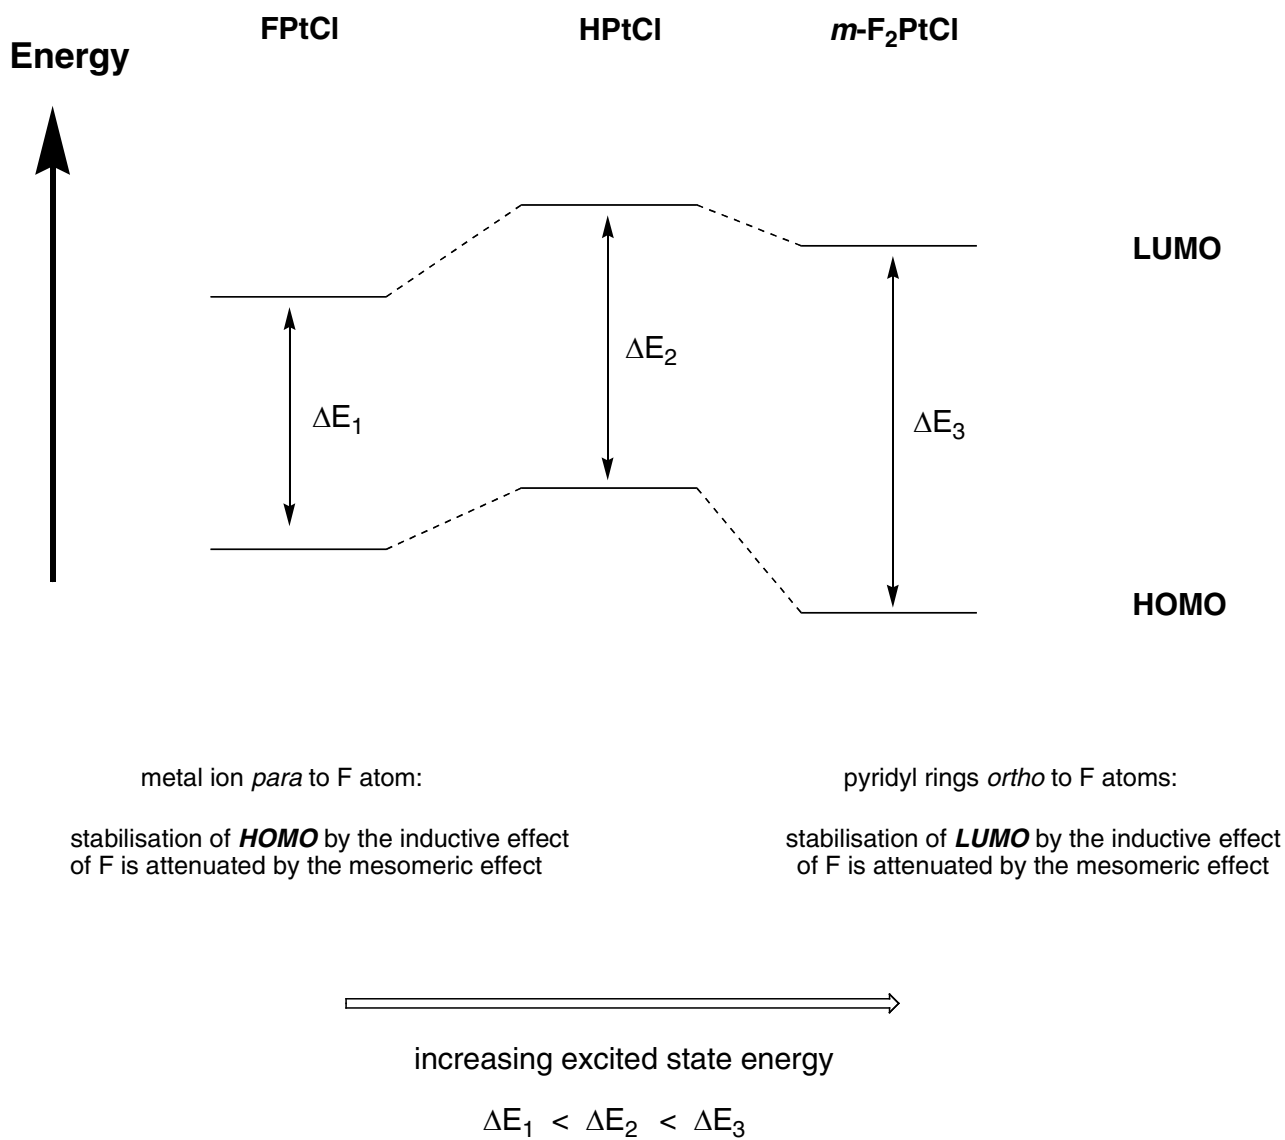 FPtCl HPtCl m-F₂PtCl
Energy
LUMO
ΔE₂
ΔE₁
ΔE₃
HOMO
metal ion para to F atom:
stabilisation of HOMO by the inductive effect
of F is attenuated by the mesomeric effect
pyridyl rings ortho to F atoms:
stabilisation of LUMO by the inductive effect
of F is attenuated by the mesomeric effect
increasing excited state energy
ΔE₁ < ΔE₂ < ΔE₃